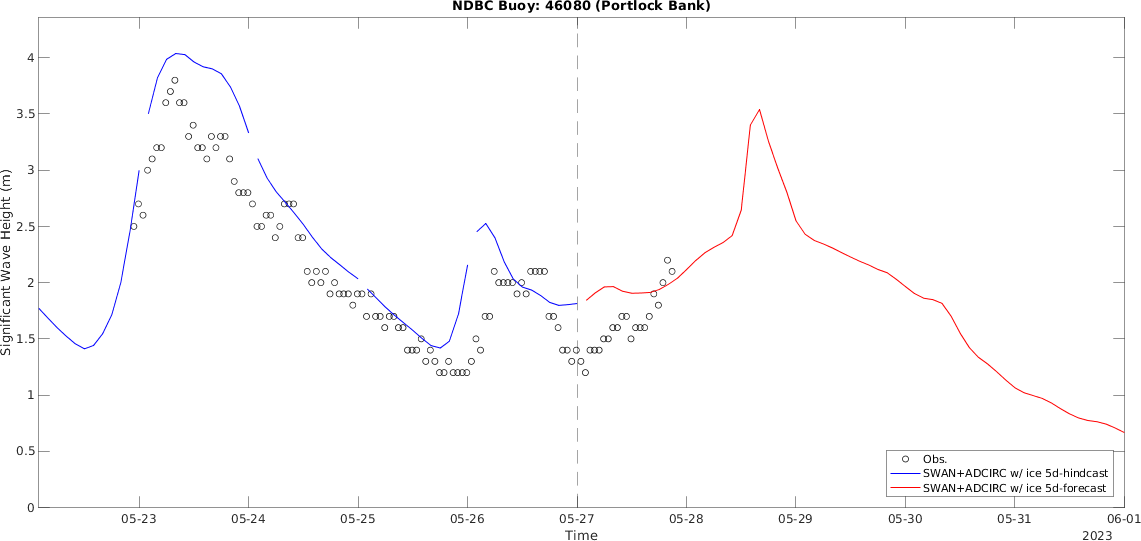 NDBC Buoy: 46080 (Portlock Bank)
4
3.5
3
2.5
2
1.5
1
0.5
0
Significant Wave Height (m)
Obs.
SWAN+ADCIRC w/ ice 5d-hindcast
SWAN+ADCIRC w/ ice 5d-forecast
05-23 05-24 05-25 05-26 05-27 05-28 05-29 05-30 05-31 06-01
Time
2023